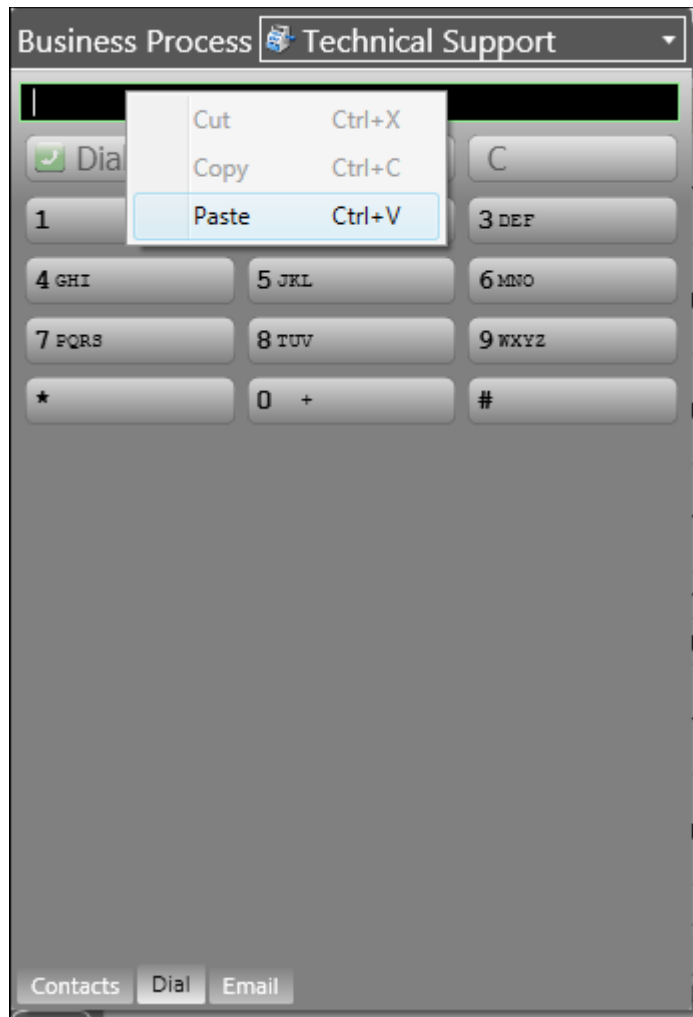 Business Process Technical Support
Cut Ctrl+X
Dia Copy Ctrl+C C
1 Paste Ctrl+V 3 DEF
4 GHI 5 JKL 6 MNO
7 PQRS 8 TUV 9 WXYZ
* 0 + #
Contacts Dial Email